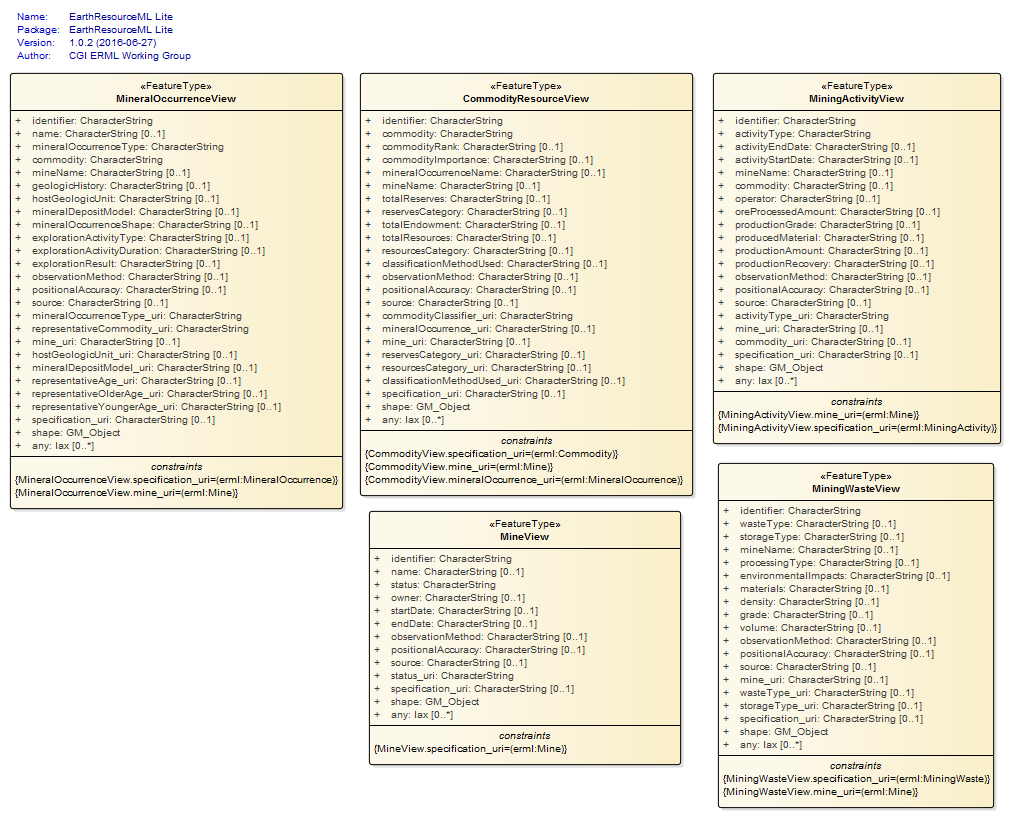 Name: EarthResourceML Lite
Package: EarthResourceML Lite
Version: 1.0.2 (2016-06-27)
Author: CGI ERML Working Group
«FeatureType»
MineralOccurrenceView
+ identifier: CharacterString
+ name: CharacterString [0..1]
+ mineralOccurrenceType: CharacterString
+ commodity: CharacterString
+ mineName: CharacterString [0..1]
+ geologicHistory: CharacterString [0..1]
+ hostGeologicUnit: CharacterString [0..1]
+ mineralDepositModel: CharacterString [0..1]
+ mineralOccurrenceShape: CharacterString [0..1]
+ explorationActivityType: CharacterString [0..1]
+ explorationActivityDuration: CharacterString [0..1]
+ explorationResult: CharacterString [0..1]
+ observationMethod: CharacterString [0..1]
+ positionalAccuracy: CharacterString [0..1]
+ source: CharacterString [0..1]
+ mineralOccurrenceType_uri: CharacterString
+ representativeCommodity_uri: CharacterString
+ mine_uri: CharacterString [0..1]
+ hostGeologicUnit_uri: CharacterString [0..1]
+ mineralDepositModel_uri: CharacterString [0..1]
+ representativeAge_uri: CharacterString [0..1]
+ representativeOlderAge_uri: CharacterString [0..1]
+ representativeYoungerAge_uri: CharacterString [0..1]
+ specification_uri: CharacterString [0..1]
+ shape: GM_Object
+ any: lax [0..*]
constraints
{MineralOccurrenceView.specification_uri=(erml:MineralOccurrence)}
{MineralOccurrenceView.mine_uri=(erml:Mine)}
«FeatureType»
CommodityResourceView
+ identifier: CharacterString
+ commodity: CharacterString
+ commodityRank: CharacterString [0..1]
+ commodityImportance: CharacterString [0..1]
+ mineralOccurrenceName: CharacterString [0..1]
+ mineName: CharacterString [0..1]
+ totalReserves: CharacterString [0..1]
+ reservesCategory: CharacterString [0..1]
+ totalEndowment: CharacterString [0..1]
+ totalResources: CharacterString [0..1]
+ resourcesCategory: CharacterString [0..1]
+ classificationMethodUsed: CharacterString [0..1]
+ observationMethod: CharacterString [0..1]
+ positionalAccuracy: CharacterString [0..1]
+ source: CharacterString [0..1]
+ commodityClassifier_uri: CharacterString
+ mineralOccurrence_uri: CharacterString [0..1]
+ mine_uri: CharacterString [0..1]
+ reservesCategory_uri: CharacterString [0..1]
+ resourcesCategory_uri: CharacterString [0..1]
+ classificationMethodUsed_uri: CharacterString [0..1]
+ specification_uri: CharacterString [0..1]
+ shape: GM_Object
+ any: lax [0..*]
constraints
{CommodityView.specification_uri=(erml:Commodity)}
{CommodityView.mine_uri=(erml:Mine)}
{CommodityView.mineralOccurrence_uri=(erml:MineralOccurrence)}
«FeatureType»
MiningActivityView
+ identifier: CharacterString
+ activityType: CharacterString
+ activityEndDate: CharacterString [0..1]
+ activityStartDate: CharacterString [0..1]
+ mineName: CharacterString [0..1]
+ commodity: CharacterString [0..1]
+ operator: CharacterString [0..1]
+ oreProcessedAmount: CharacterString [0..1]
+ productionGrade: CharacterString [0..1]
+ producedMaterial: CharacterString [0..1]
+ productionAmount: CharacterString [0..1]
+ productionRecovery: CharacterString [0..1]
+ observationMethod: CharacterString [0..1]
+ positionalAccuracy: CharacterString [0..1]
+ source: CharacterString [0..1]
+ activityType_uri: CharacterString
+ mine_uri: CharacterString [0..1]
+ commodity_uri: CharacterString [0..1]
+ specification_uri: CharacterString [0..1]
+ shape: GM_Object
+ any: lax [0..*]
constraints
{MiningActivityView.mine_uri=(erml:Mine)}
{MiningActivityView.specification_uri=(erml:MiningActivity)}
«FeatureType»
MineView
+ identifier: CharacterString
+ name: CharacterString [0..1]
+ status: CharacterString
+ owner: CharacterString [0..1]
+ startDate: CharacterString [0..1]
+ endDate: CharacterString [0..1]
+ observationMethod: CharacterString [0..1]
+ positionalAccuracy: CharacterString [0..1]
+ source: CharacterString [0..1]
+ status_uri: CharacterString
+ specification_uri: CharacterString [0..1]
+ shape: GM_Object
+ any: lax [0..*]
constraints
{MineView.specification_uri=(erml:Mine)}
«FeatureType»
MiningWasteView
+ identifier: CharacterString
+ wasteType: CharacterString [0..1]
+ storageType: CharacterString [0..1]
+ mineName: CharacterString [0..1]
+ processingType: CharacterString [0..1]
+ environmentalImpacts: CharacterString [0..1]
+ materials: CharacterString [0..1]
+ density: CharacterString [0..1]
+ grade: CharacterString [0..1]
+ volume: CharacterString [0..1]
+ observationMethod: CharacterString [0..1]
+ positionalAccuracy: CharacterString [0..1]
+ source: CharacterString [0..1]
+ mine_uri: CharacterString [0..1]
+ wasteType_uri: CharacterString [0..1]
+ storageType_uri: CharacterString [0..1]
+ specification_uri: CharacterString [0..1]
+ shape: GM_Object
+ any: lax [0..*]
constraints
{MiningWasteView.specification_uri=(erml:MiningWaste)}
{MiningWasteView.mine_uri=(erml:Mine)}